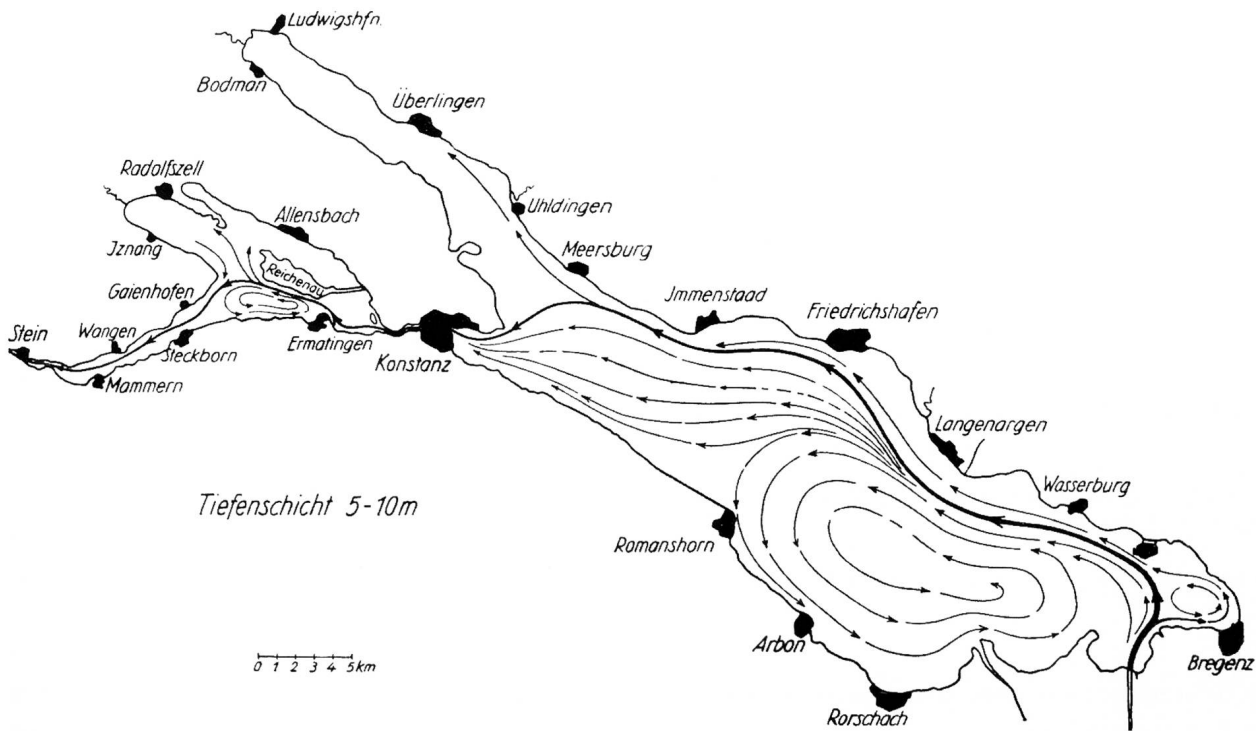 Ludwigshfn.
Bodman
Überlingen
Radolfszell
Allensbach
Uhldingen
Jznang
Reichenau
Meersburg
Gaienhofen
Jmmenstaad
Friedrichshafen
Stein
Wangen
Steckborn
Ermatingen
Konstanz
Mammern
Langenargen
Tiefenschicht 5-10m
Wasserburg
Romanshorn
Arbon
Bregenz
0 1 2 3 4 5km
Rorschach